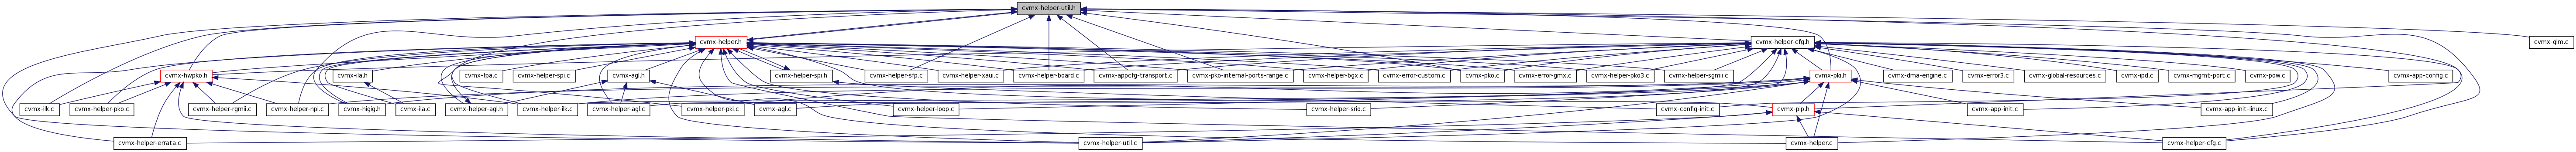 cvmx-helper-util.h
cvmx-helper.h
cvmx-helper-cfg.h
cvmx-qlm.c
cvmx-hwpko.h
cvmx-ila.h
cvmx-fpa.c
cvmx-helper-spi.c
cvmx-agl.h
cvmx-helper-spi.h
cvmx-helper-sfp.c
cvmx-helper-xaui.c
cvmx-helper-board.c
cvmx-appcfg-transport.c
cvmx-pko-internal-ports-range.c
cvmx-helper-bgx.c
cvmx-error-custom.c
cvmx-pko.c
cvmx-error-gmx.c
cvmx-helper-pko3.c
cvmx-helper-sgmii.c
cvmx-pki.h
cvmx-dma-engine.c
cvmx-error3.c
cvmx-global-resources.c
cvmx-ipd.c
cvmx-mgmt-port.c
cvmx-pow.c
cvmx-app-config.c
cvmx-ilk.c
cvmx-helper-pko.c
cvmx-helper-rgmii.c
cvmx-helper-npi.c
cvmx-higig.h
cvmx-ila.c
cvmx-helper-agl.h
cvmx-helper-ilk.c
cvmx-helper-agl.c
cvmx-helper-pki.c
cvmx-agl.c
cvmx-helper-loop.c
cvmx-helper-srio.c
cvmx-config-init.c
cvmx-pip.h
cvmx-app-init.c
cvmx-app-init-linux.c
cvmx-helper-errata.c
cvmx-helper-util.c
cvmx-helper.c
cvmx-helper-cfg.c